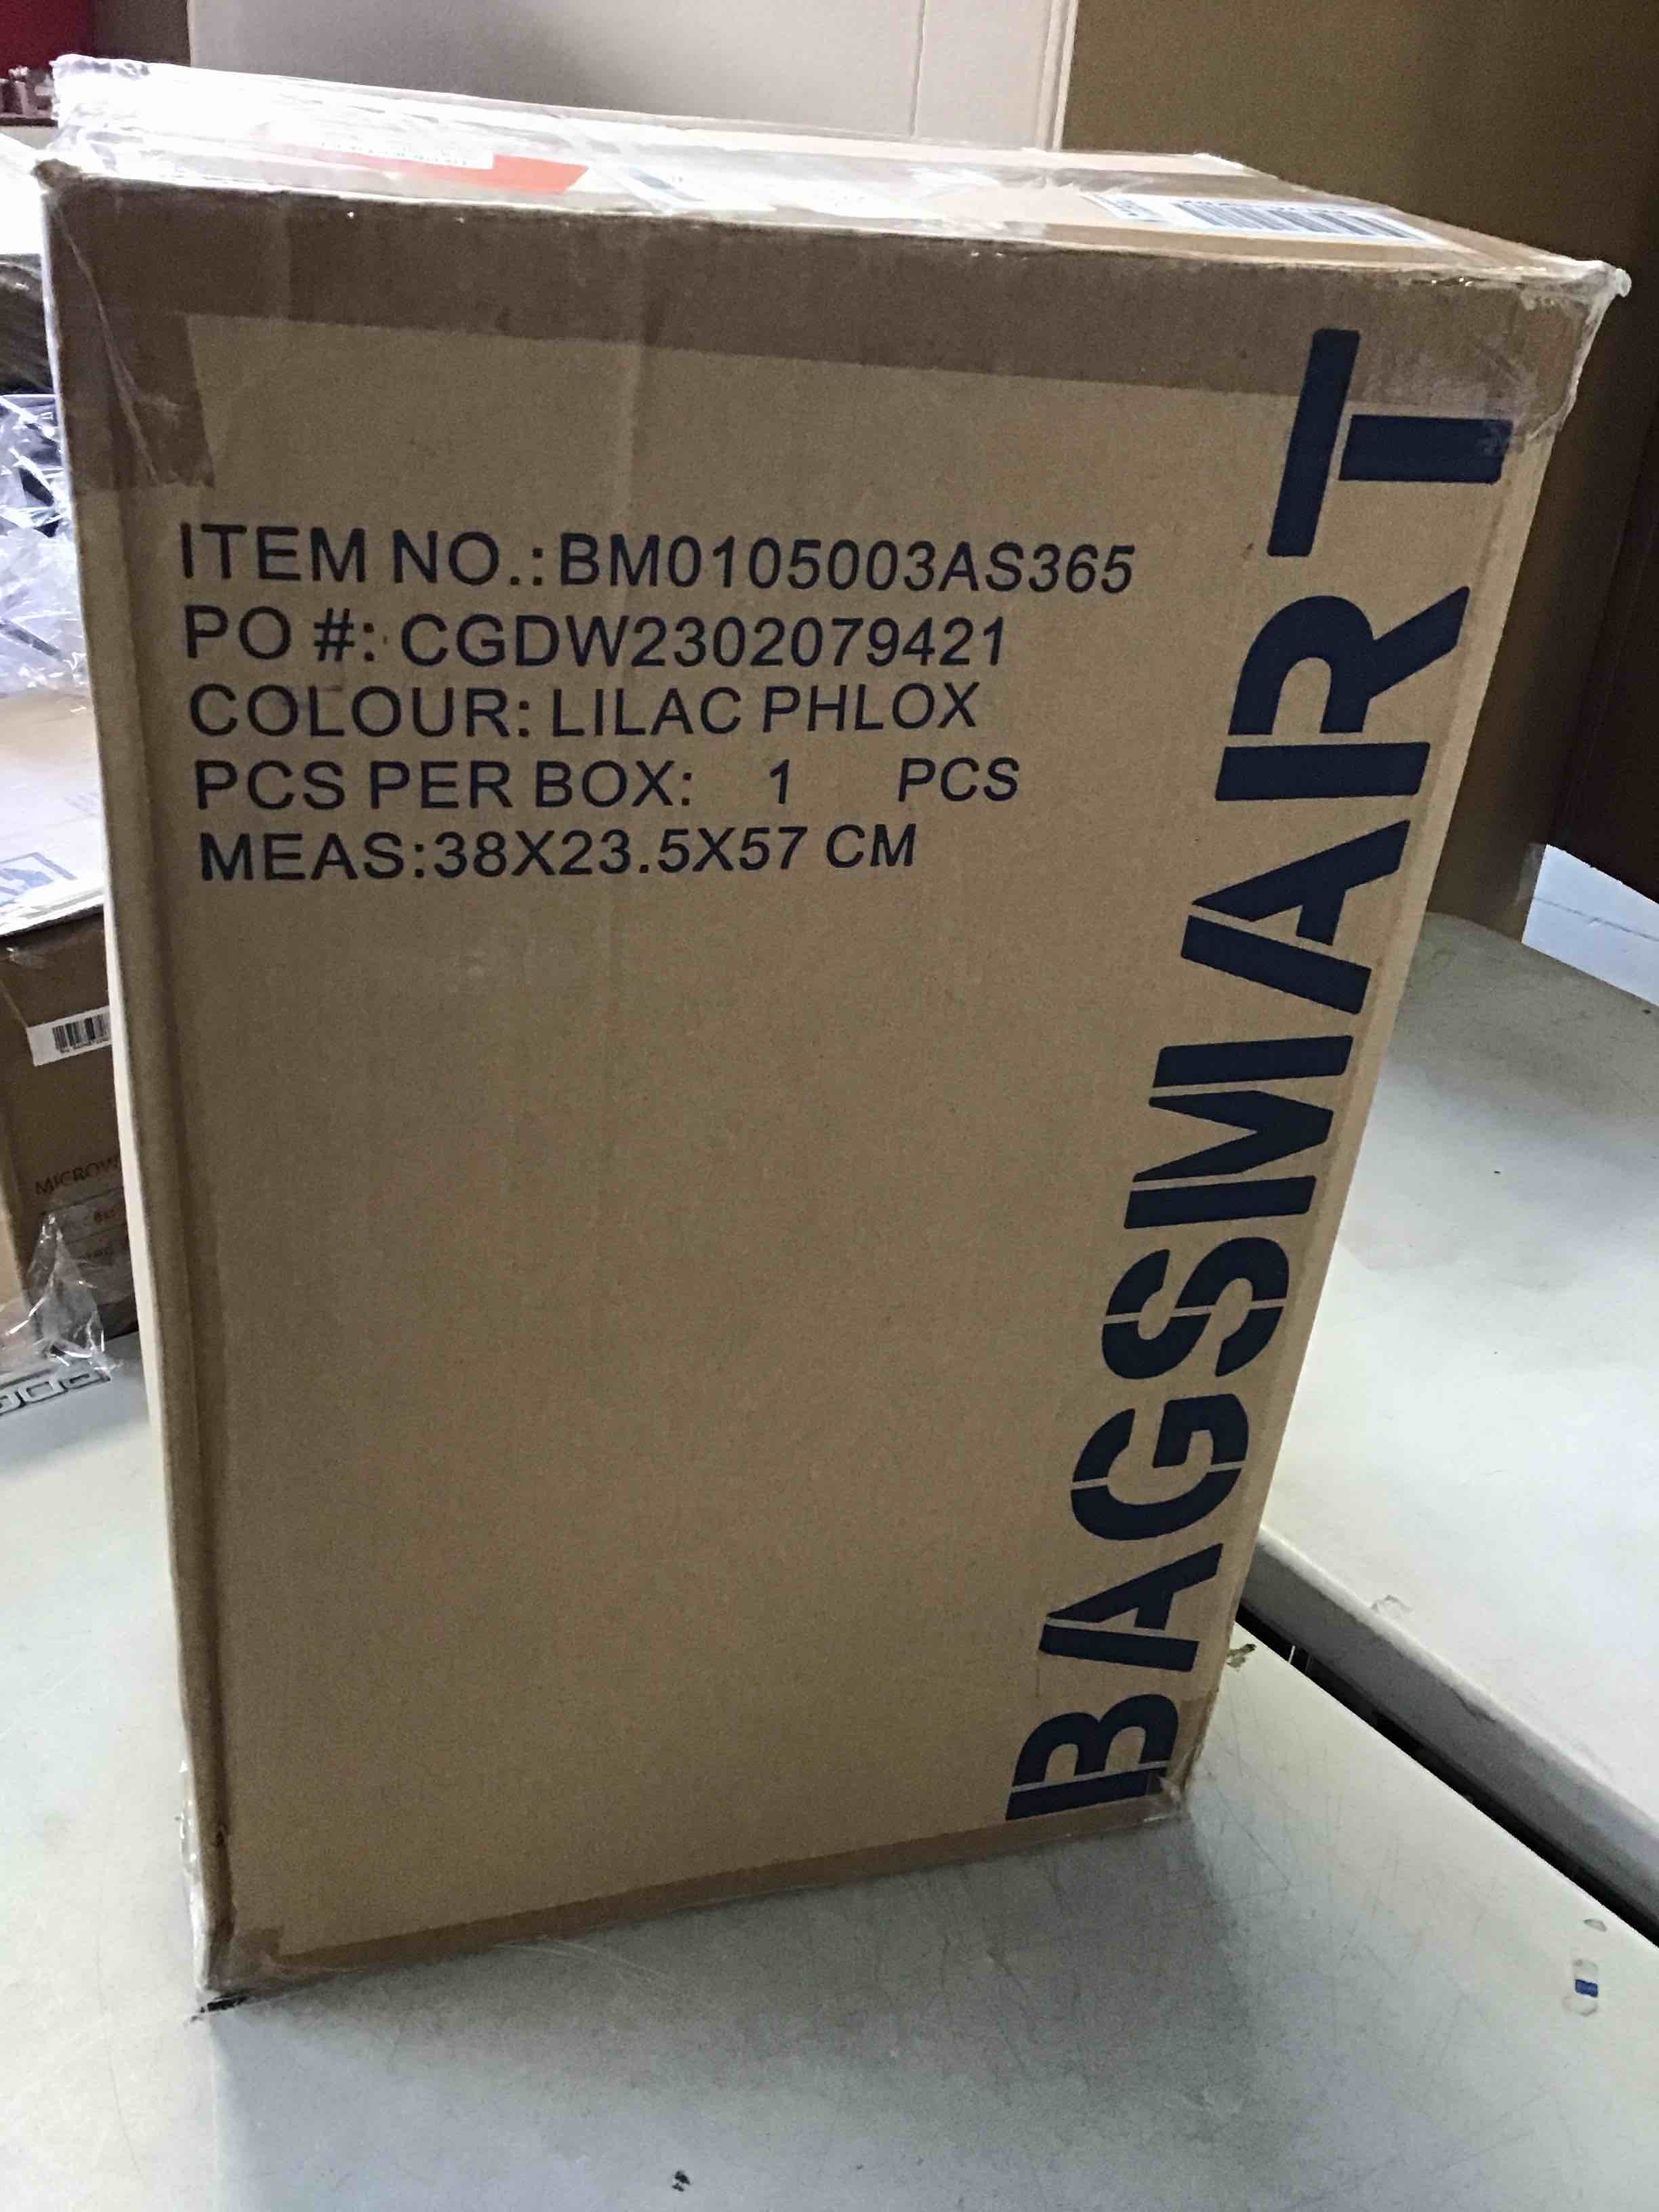 ITEM NO.: BM0105003AS365
PO #: CGDW2302079421
COLOUR: LILAC PHLOX
PCS PER BOX: 1 PCS
MEAS:38X23.5X57 CM
BAGSMART